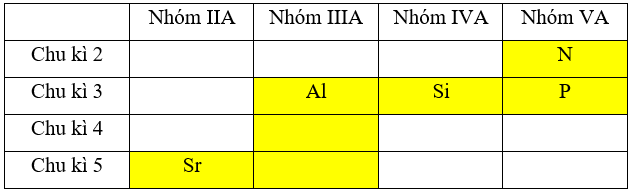 Nhóm IIA Nhóm IIIA Nhóm IVA Nhóm VA
Chu kì 2 N
Chu kì 3 Al Si P
Chu kì 4
Chu kì 5 Sr